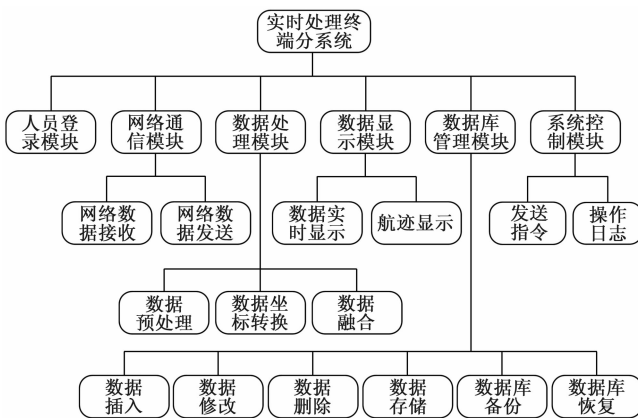 实时处理终
端分系统
人员登
录模块
网络通
信模块
数据处
理模块
数据显
示模块
数据库
管理模块
系统控
制模块
网络数
据接收
网络数
据发送
数据实
时显示
航迹显示
发送
指令
操作
日志
数据
预处理
数据坐
标转换
数据
融合
数据
插入
数据
修改
数据
删除
数据
存储
数据库
备份
数据库
恢复